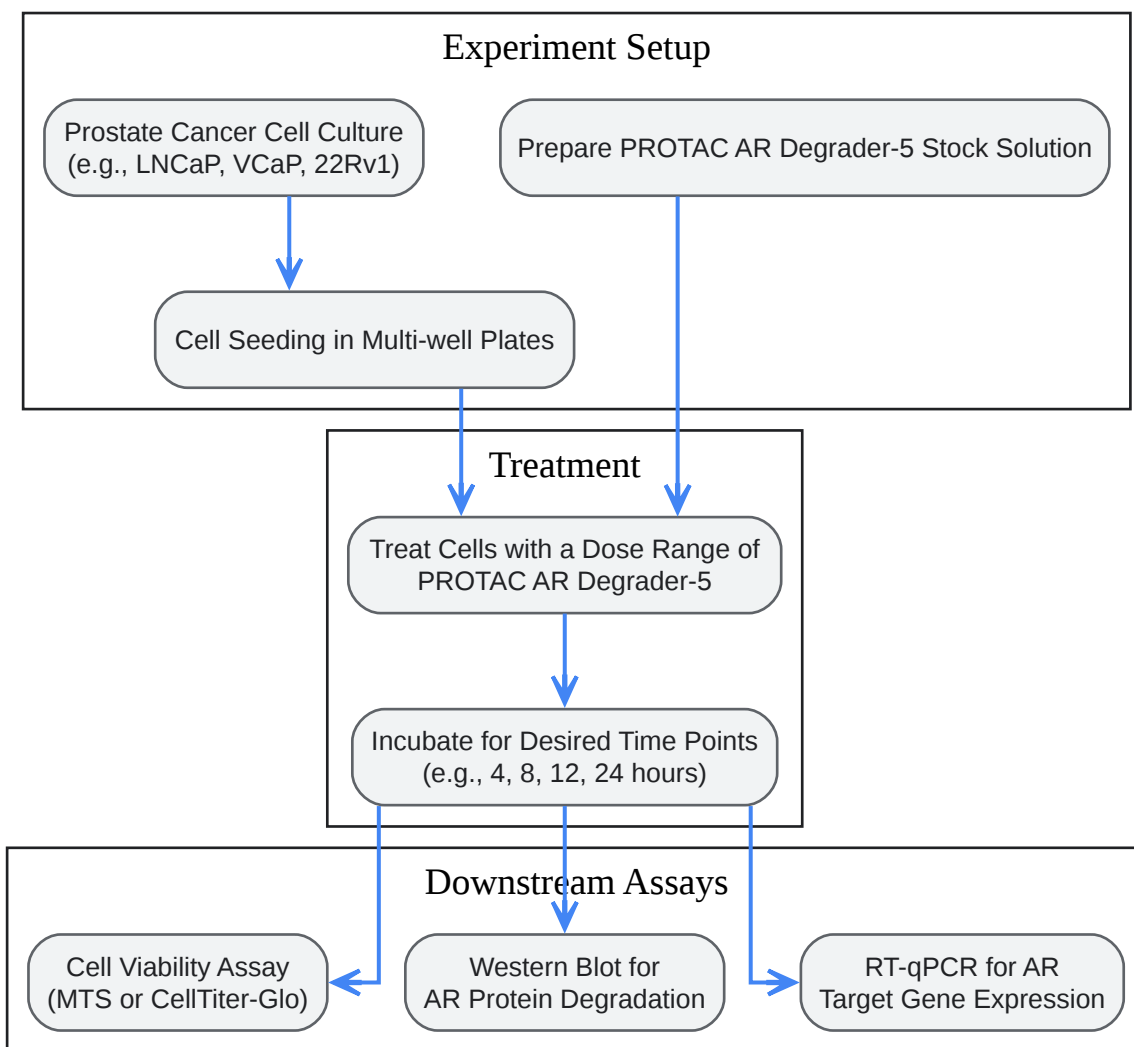 Experiment Setup
Prostate Cancer Cell Culture
(e.g., LNCaP, VCaP, 22Rv1)
Prepare PROTAC AR Degrader-5 Stock Solution
Cell Seeding in Multi-well Plates
Treatment
Treat Cells with a Dose Range of
PROTAC AR Degrader-5
Incubate for Desired Time Points
(e.g., 4, 8, 12, 24 hours)
Downstream Assays
Cell Viability Assay
(MTS or CellTiter-Glo)
Western Blot for
AR Protein Degradation
RT-qPCR for AR
Target Gene Expression